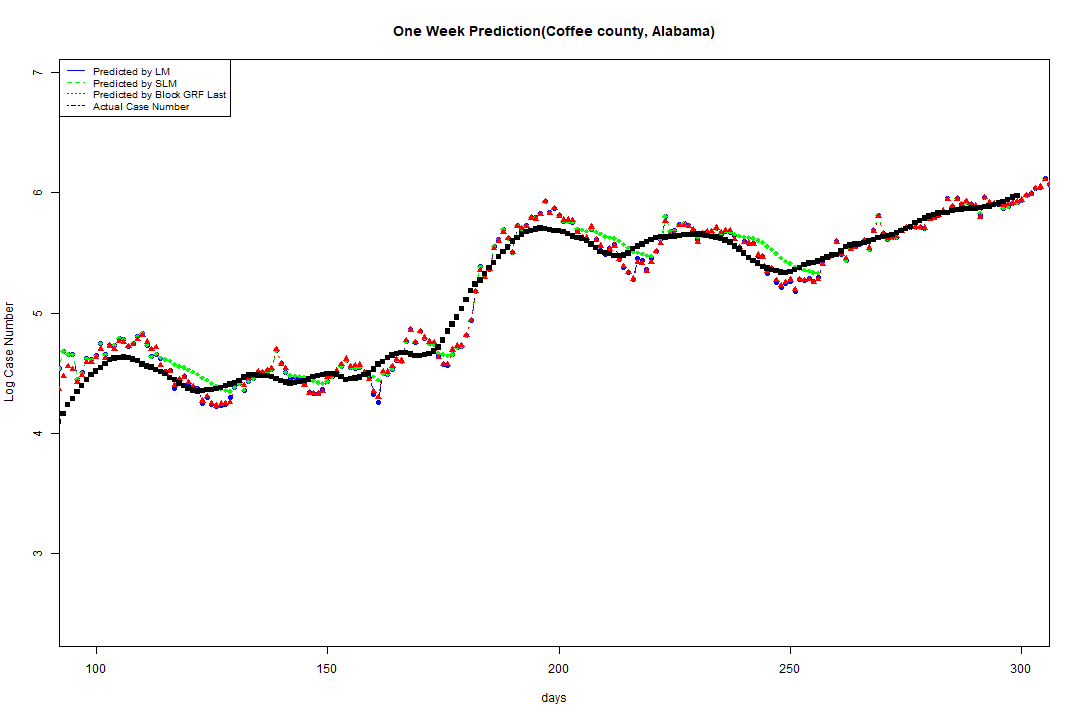 One Week Prediction(Coffee county, Alabama)
Predicted by LM
Predicted by SLM
Predicted by Block GRF Last
Actual Case Number
7
6
5
4
3
Log Case Number
100 150 200 250 300
days